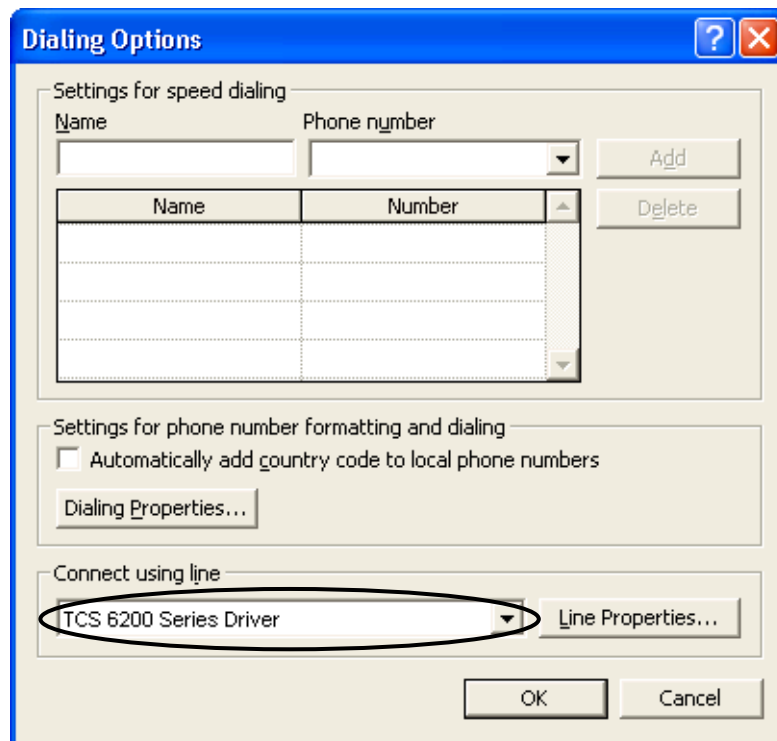 Dialing Options
Settings for speed dialing
Name Phone number
Add
Name Number
Delete
Settings for phone number formatting and dialing
Automatically add country code to local phone numbers
Dialing Properties...
Connect using line
TCS 6200 Series Driver Line Properties...
OK Cancel